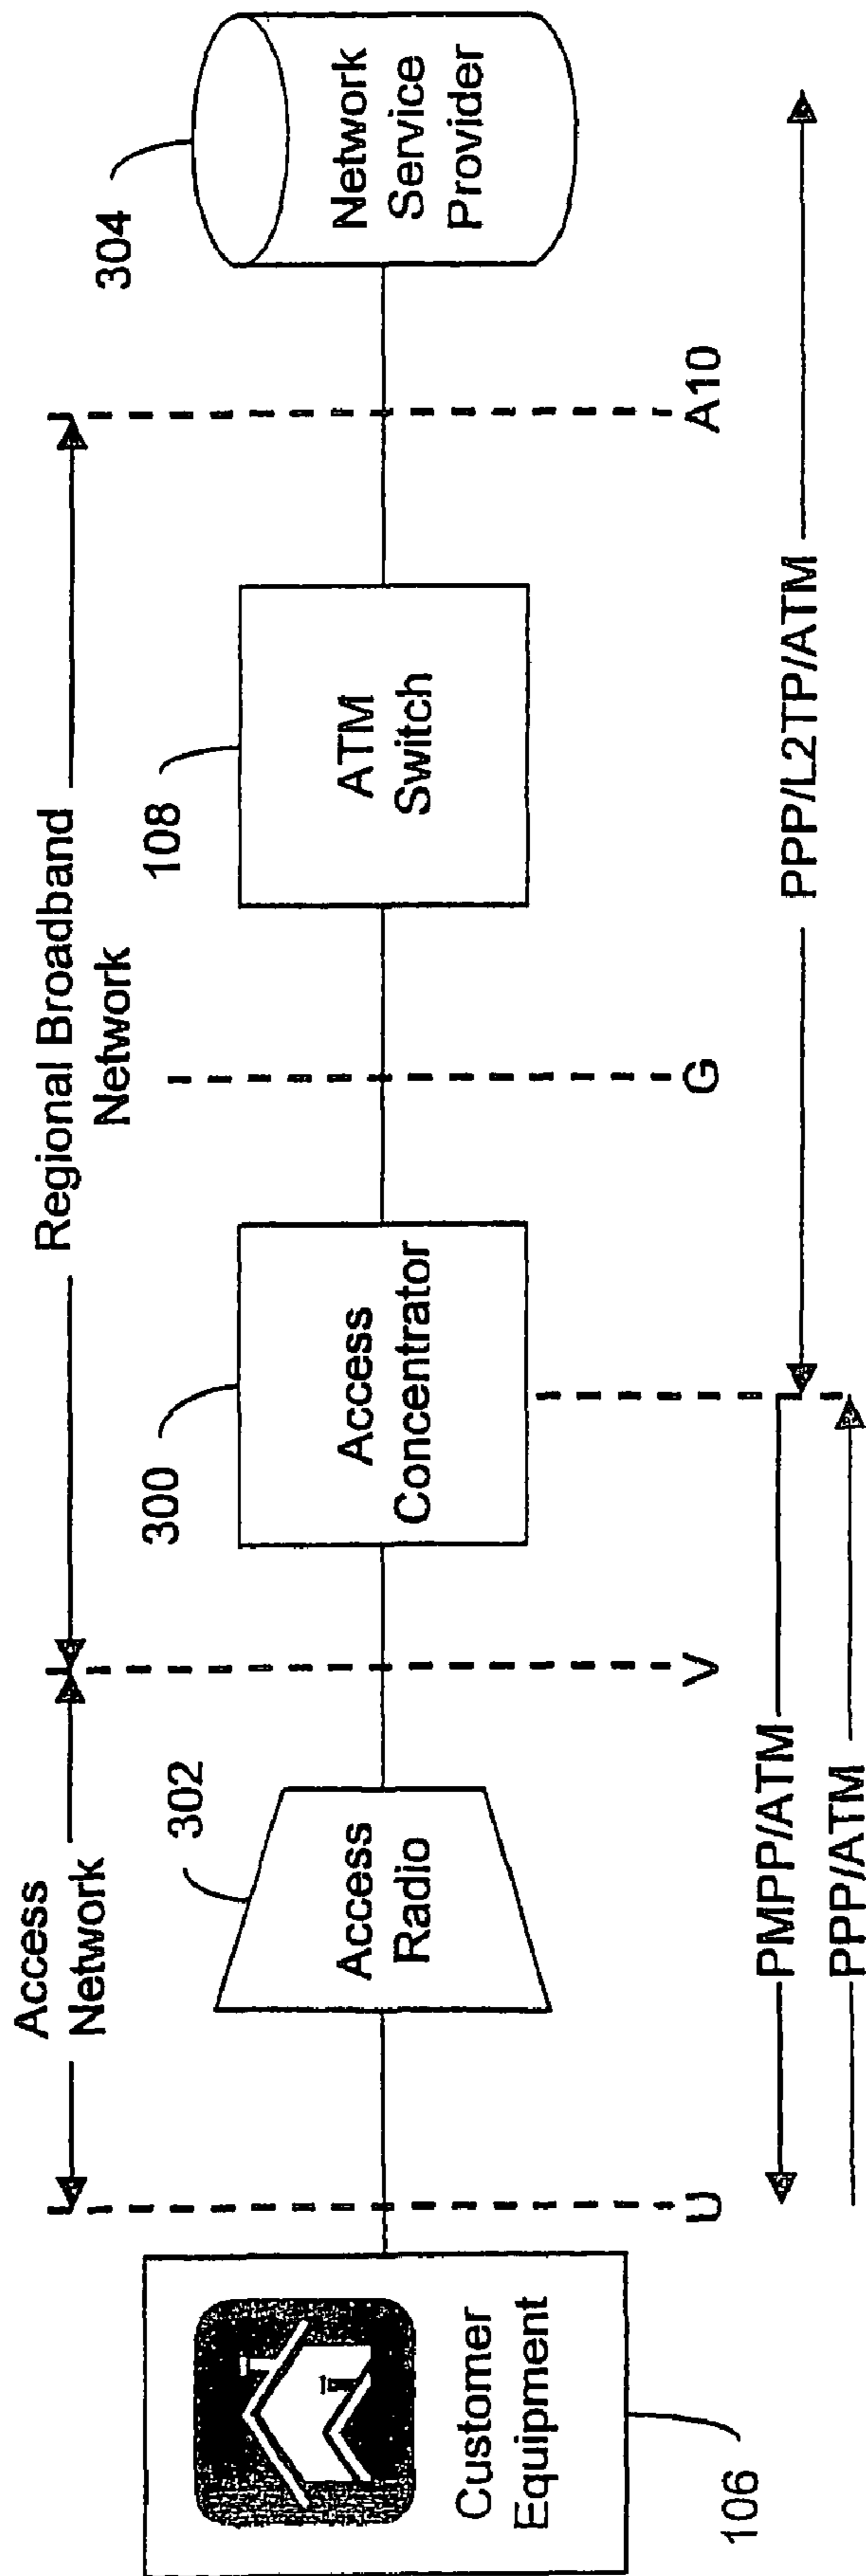 Access
Network
Regional Broadband
Network
302
300
108
304
Customer
Equipment
106
Access
Radio
Access
Concentrator
ATM
Switch
Network
Service
Provider
U
V
G
A10
PMPP/ATM
PPP/ATM
PPP/L2TP/ATM